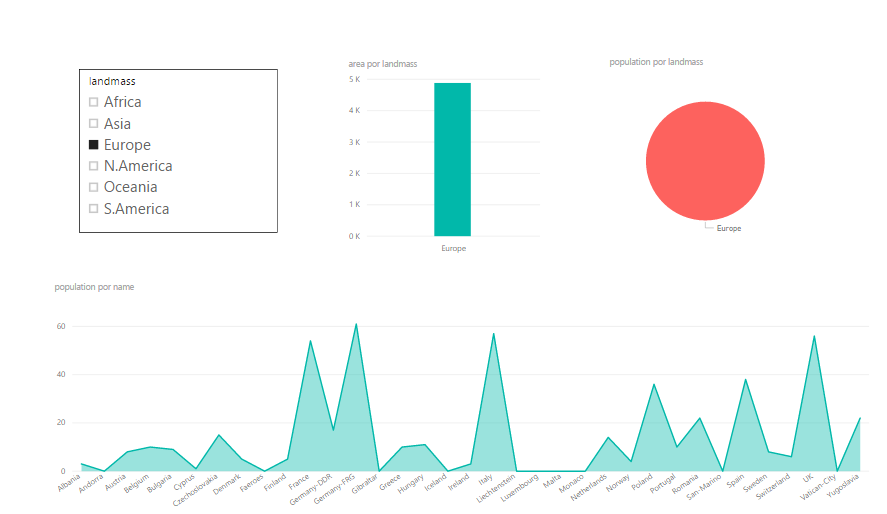 landmass
Africa
Asia
Europe
N.America
Oceania
S.America
area por landmass
5 K
4 K
3 K
2 K
1 K
0 K
Europe
population por landmass
Europe
population por name
60
40
20
0
Albania
Andorra
Austria
Belgium
Bulgaria
Cyprus
Czechoslovakia
Denmark
Faeroes
Finland
France
Germany-DDR
Germany-FRG
Gibraltar
Greece
Hungary
Iceland
Ireland
Italy
Liechtenstein
Luxembourg
Malta
Monaco
Netherlands
Norway
Poland
Portugal
Romania
San-Marino
Spain
Sweden
Switzerland
UK
Vatican-City
Yugoslavia